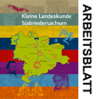 Kleine Landeskunde
Südniedersachsen
ARBEITSBLATT